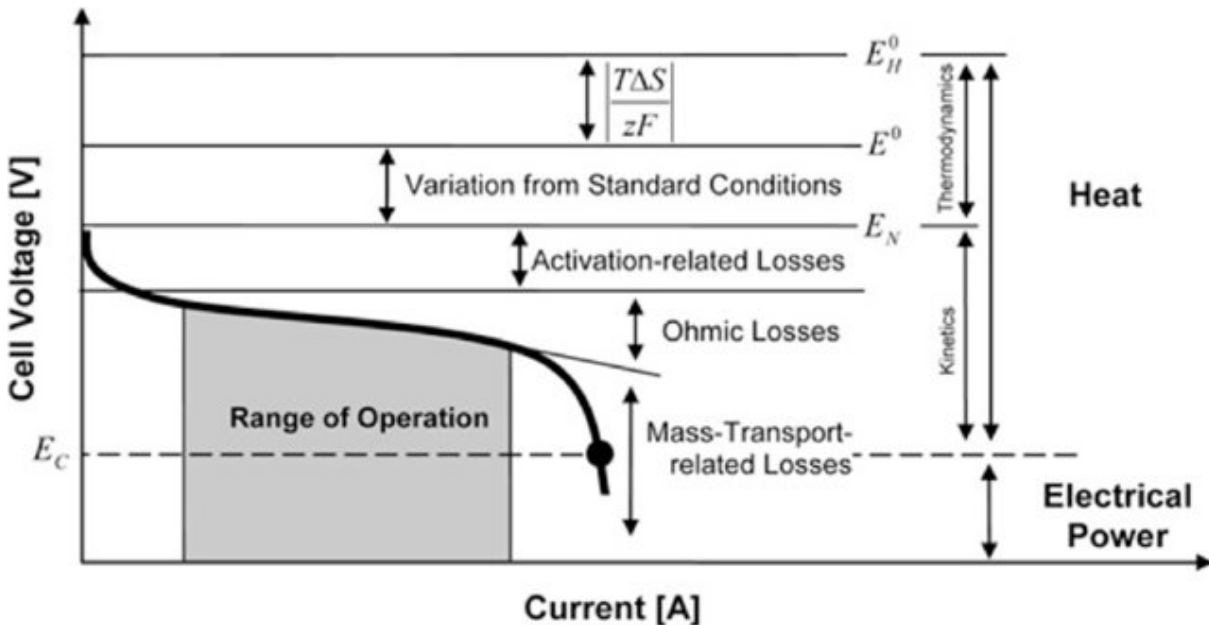 Cell Voltage [V]
E_H^0
|TΔS/zF|
E^0
Variation from Standard Conditions
E_N
Activation-related Losses
Ohmic Losses
Range of Operation
Mass-Transport-
related Losses
E_C
Thermodynamics
Kinetics
Heat
Electrical
Power
Current [A]